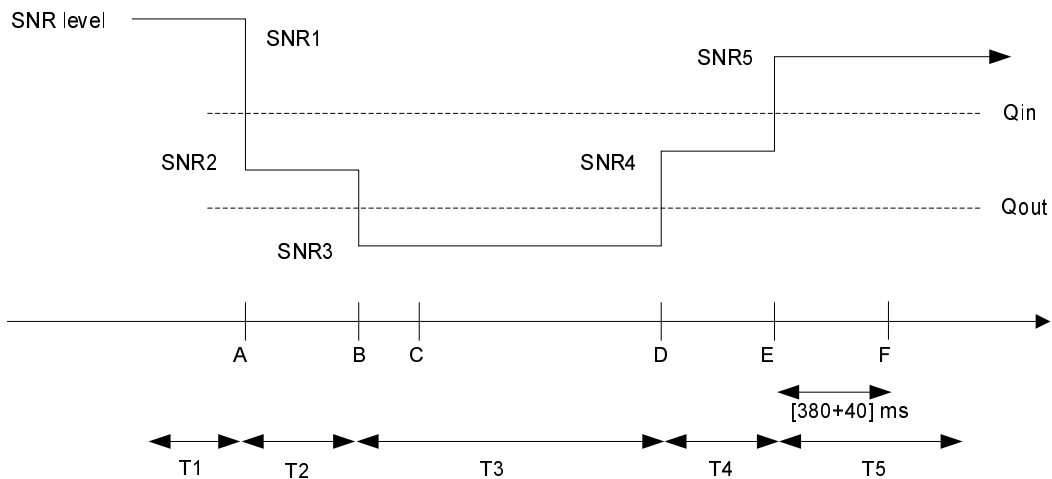 SNR level
SNR1
SNR5
Qin
SNR2
SNR4
Qout
SNR3
A
B
C
D
E
F
[380+40] ms
T1
T2
T3
T4
T5